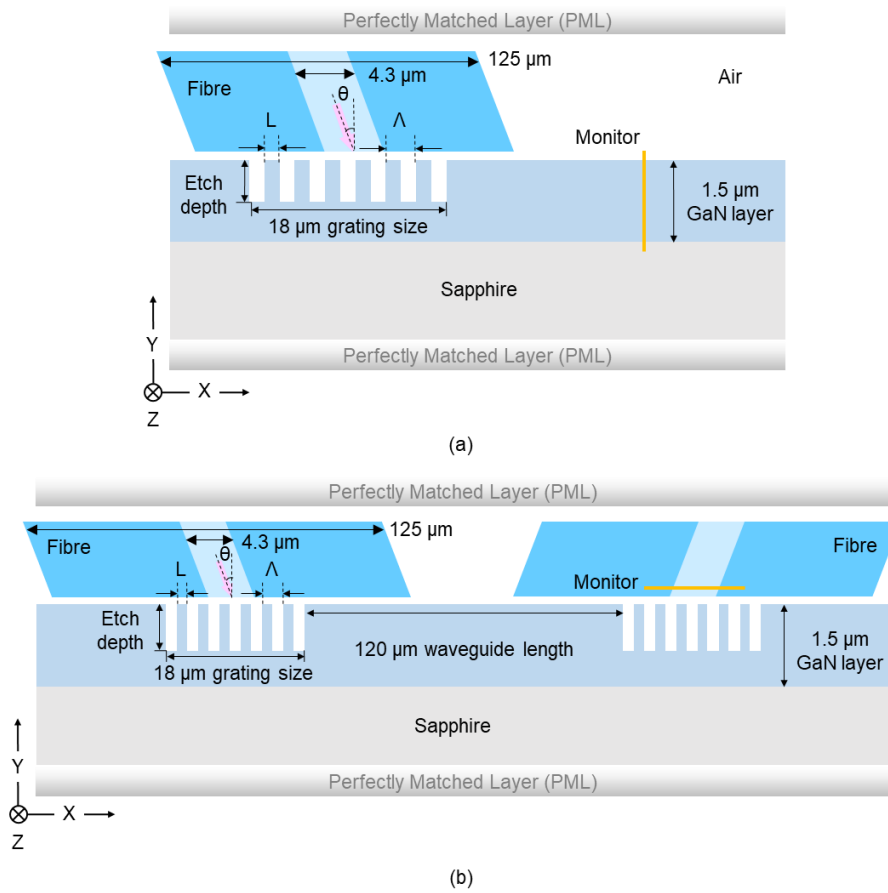 Perfectly Matched Layer (PML)
125 µm
4.3 µm
Fibre
θ
Air
L
Λ
Monitor
Etch
depth
1.5 µm
GaN layer
18 µm grating size
Sapphire
Perfectly Matched Layer (PML)
Y
X
Z
(a)
Perfectly Matched Layer (PML)
125 µm
Fibre
4.3 µm
Fibre
θ
L
Λ
Monitor
Etch
depth
120 µm waveguide length
1.5 µm
GaN layer
18 µm grating size
Sapphire
Perfectly Matched Layer (PML)
Y
X
Z
(b)